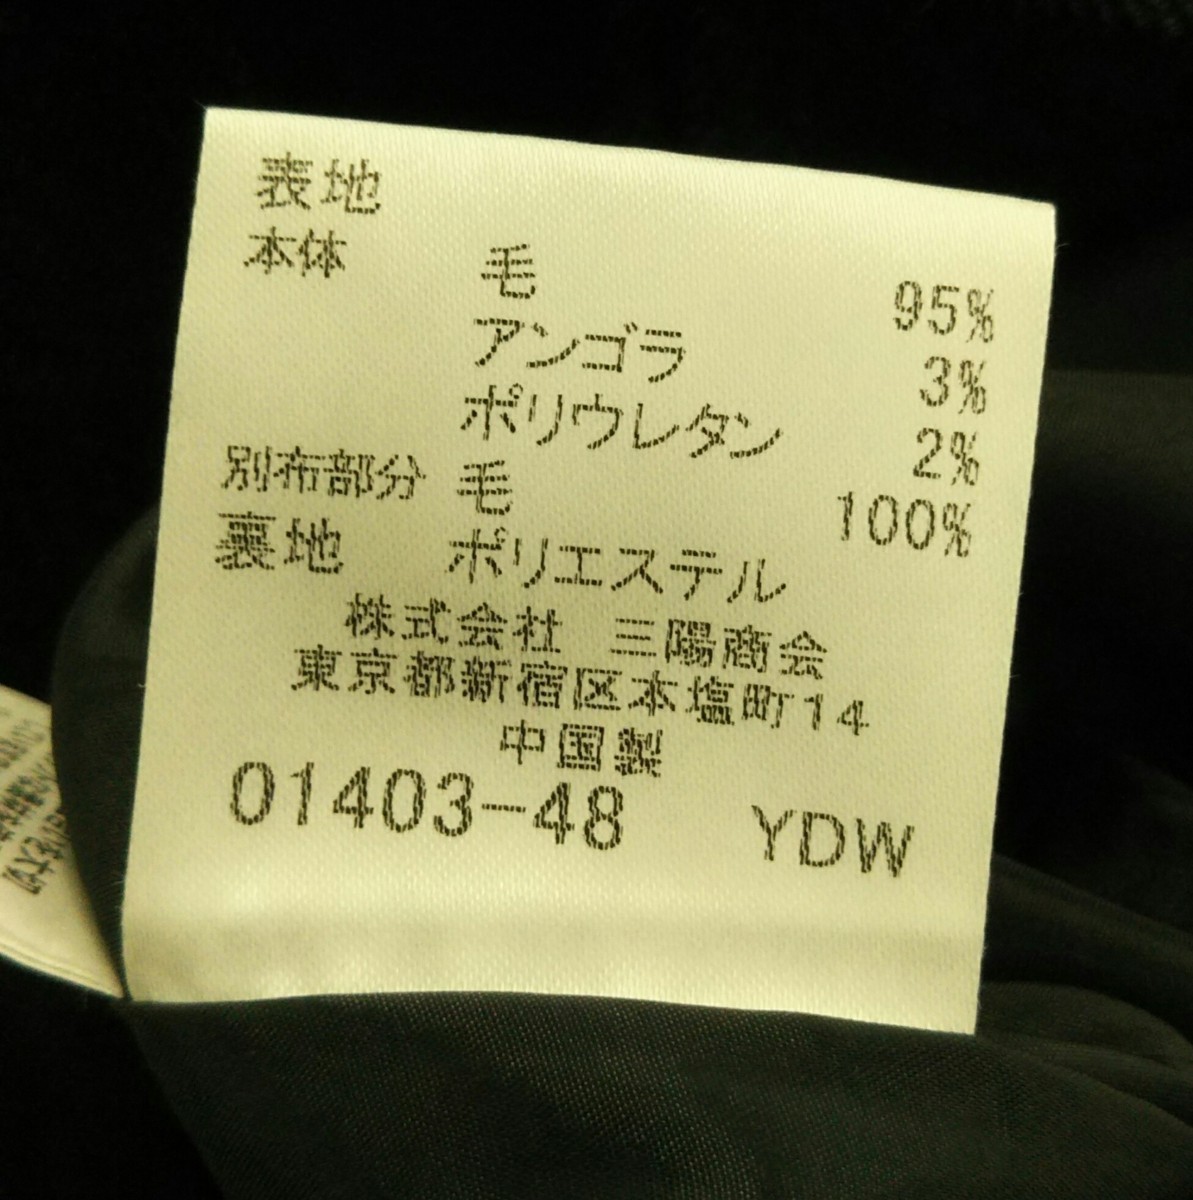 表地
本体 毛 95%
アンゴラ 3%
ポリウレタン 2%
別布部分 毛 100%
裏地 ポリエステル
株式会社 三陽商会
東京都新宿区本塩町14
中国製
01403-48 YDW